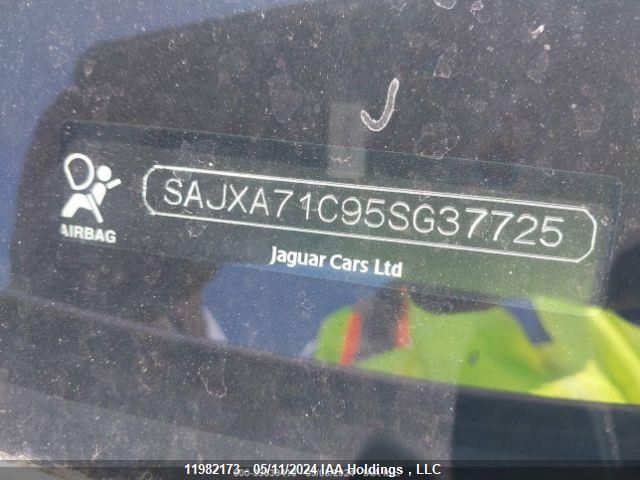 SAJXA71C95SG37725
AIRBAG
Jaguar Cars Ltd
11982173 - 05/11/2024 IAA Holdings , LLC